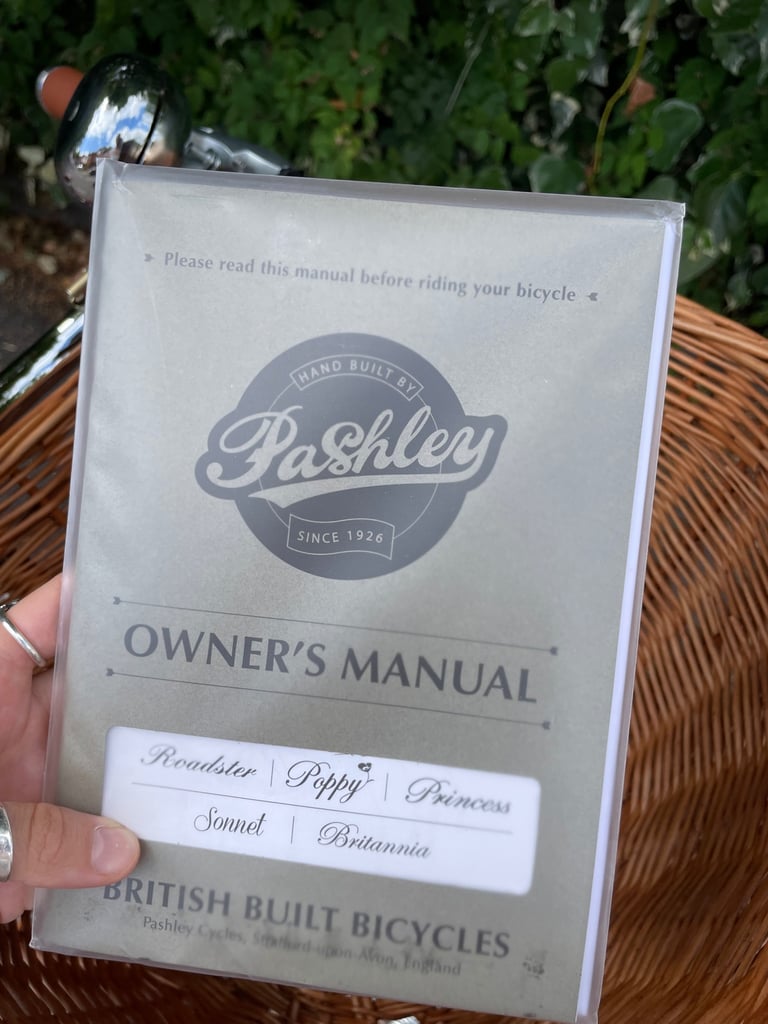 Please read this manual before riding your bicycle
HAND BUILT BY
Pashley
SINCE 1926
OWNER'S MANUAL
Roadster | Poppy | Princess
Sonnet | Britannia
BRITISH BUILT BICYCLES
Pashley Cycles, Stratford-upon-Avon, England